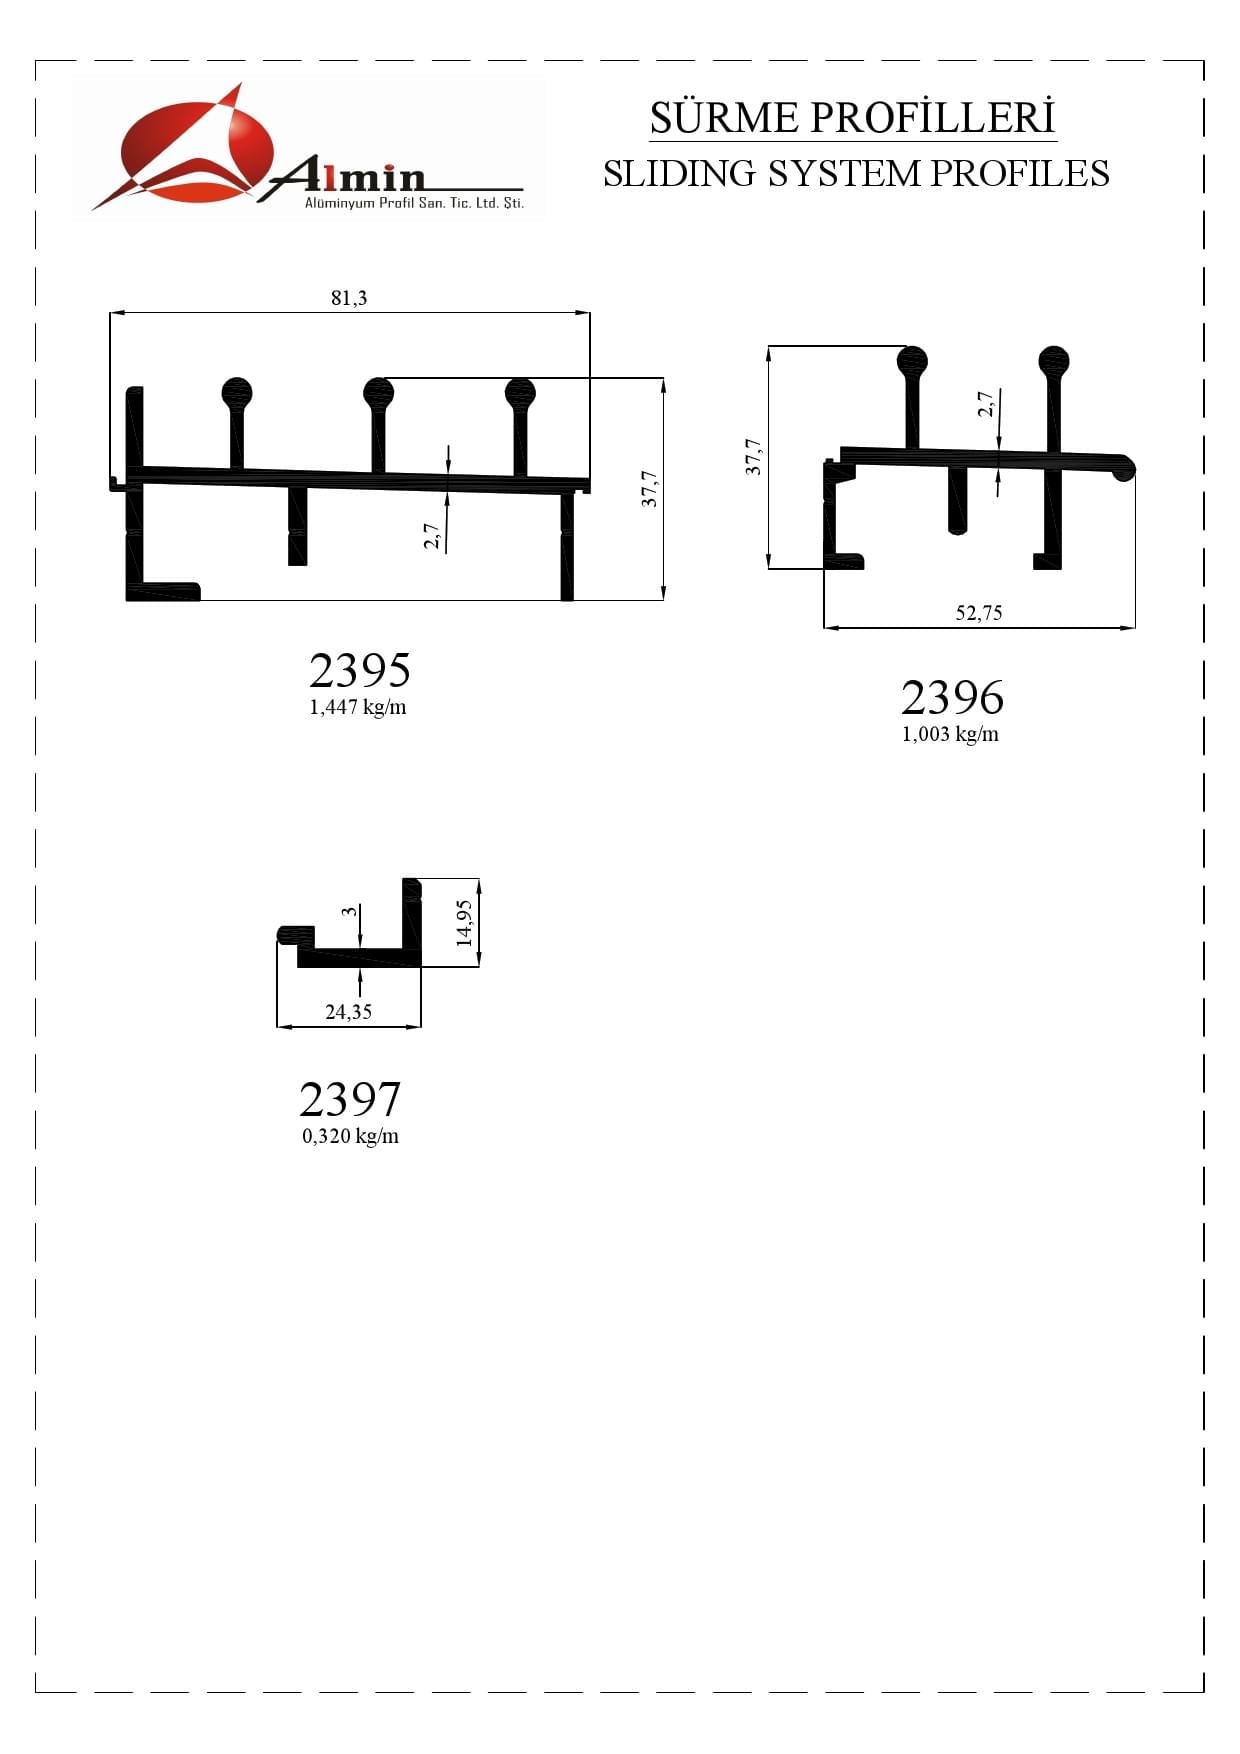 SÜRME PROFİLLERİ
SLIDING SYSTEM PROFILES
Almin
Alüminyum Profil San. Tic. Ltd. Şti.
81,3
37,7
2,7
2395
1,447 kg/m
37,7
2,7
52,75
2396
1,003 kg/m
3
14,95
24,35
2397
0,320 kg/m